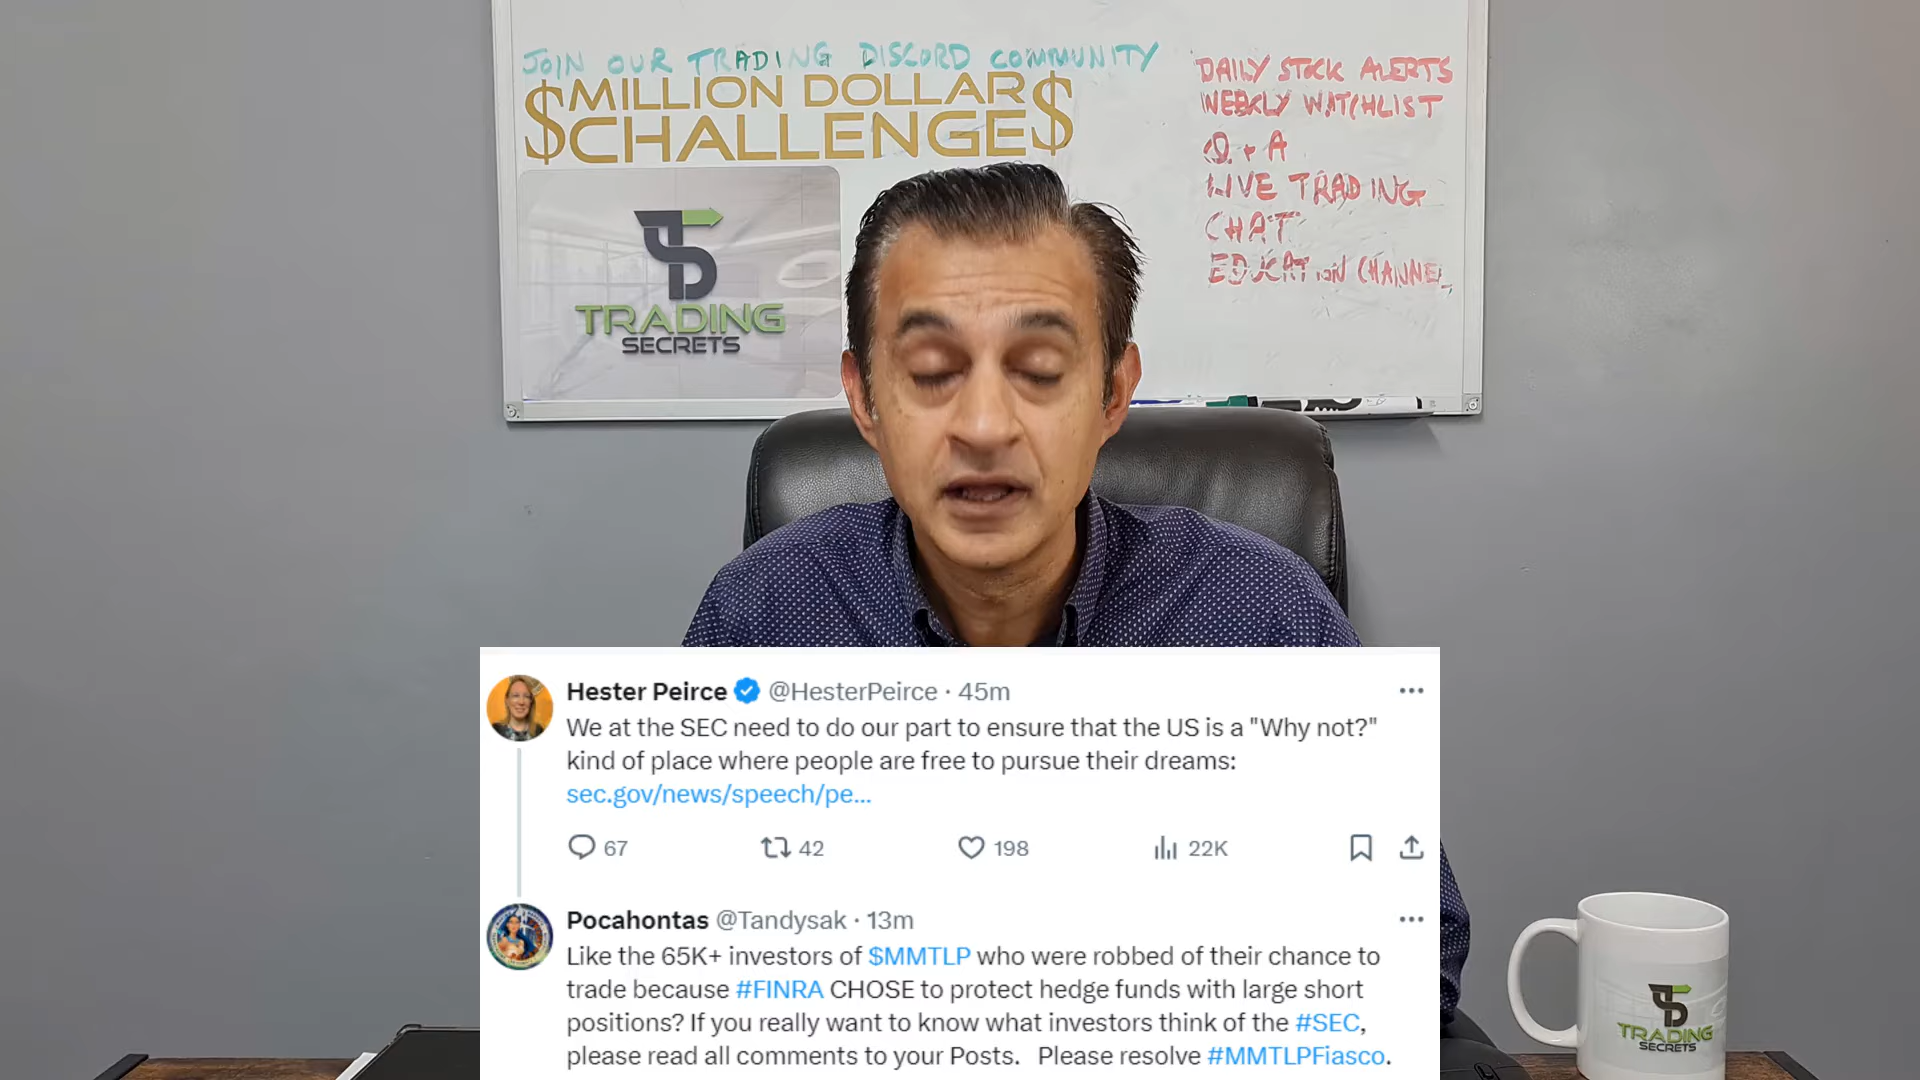 JOIN OUR TRADING DISCORD COMMUNITY
$MILLION DOLLAR$
CHALLENGE
DAILY STOCK ALERTS
WEEKLY WATCHLIST
Q + A
LIVE TRADING
CHAT
EDUCATION CHANNEL
TRADING
SECRETS
Hester Peirce @HesterPeirce · 45m
We at the SEC need to do our part to ensure that the US is a "Why not?"
kind of place where people are free to pursue their dreams:
sec.gov/news/speech/pe...
67 42 198 22K
Pocahontas @Tandysak · 13m
Like the 65K+ investors of $MMTLP who were robbed of their chance to
trade because #FINRA CHOSE to protect hedge funds with large short
positions? If you really want to know what investors think of the #SEC,
please read all comments to your Posts. Please resolve #MMTLPFiasco.
TRADING
SECRETS